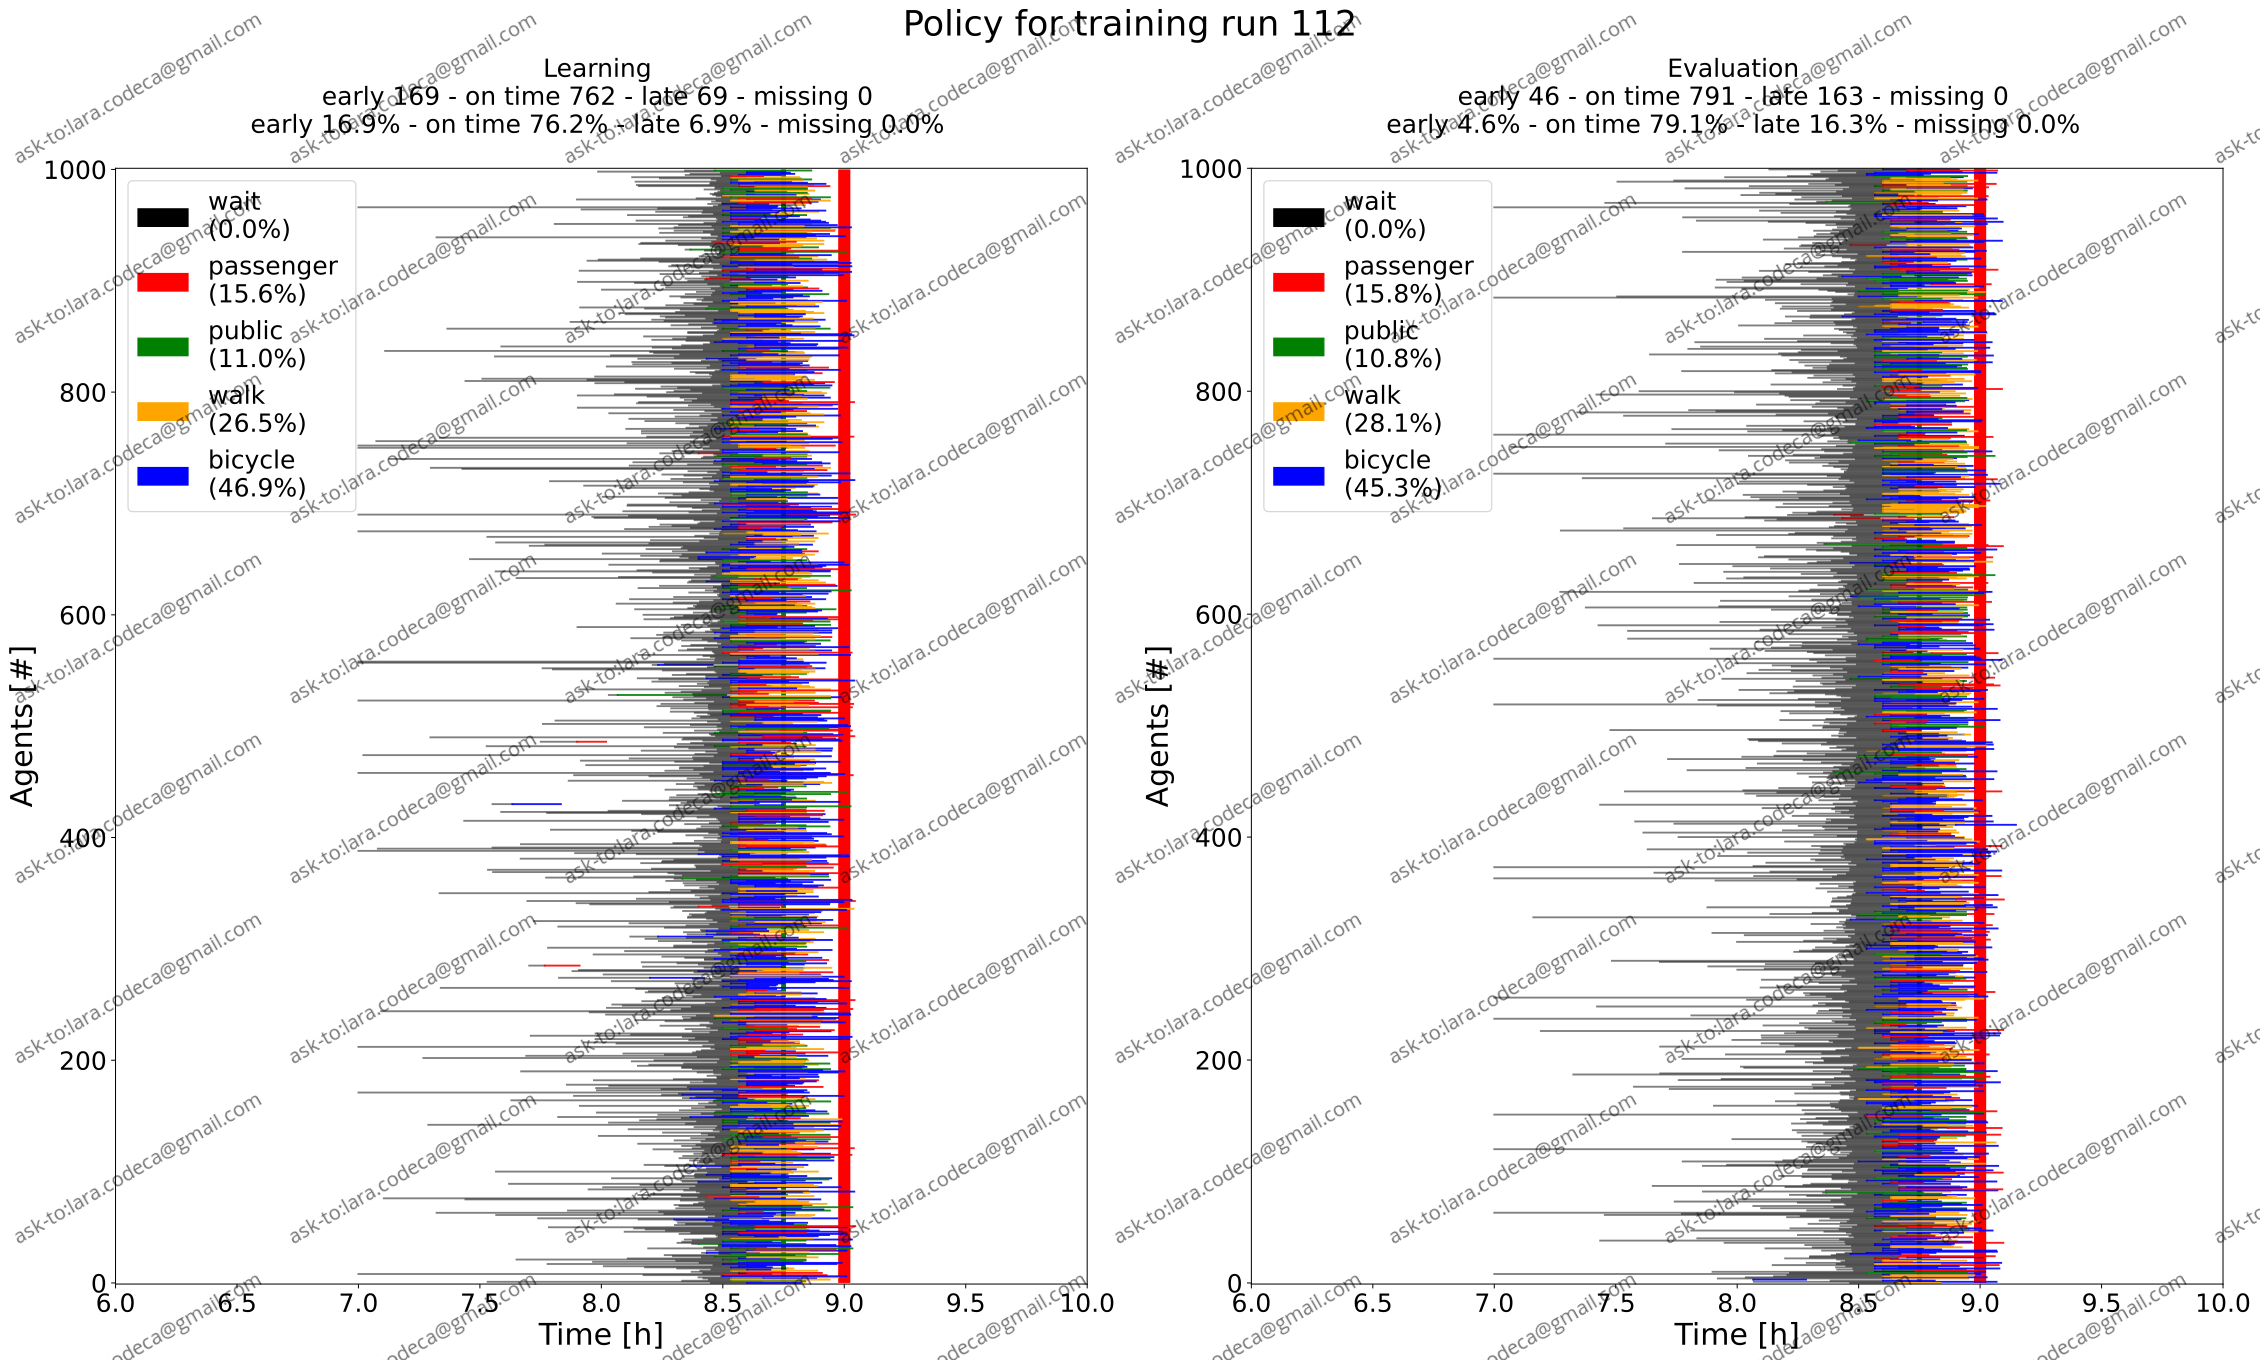 Policy for training run 112
Learning
early 169 - on time 762 - late 69 - missing 0
early 16.9% - on time 76.2% - late 6.9% - missing 0.0%
1000
800
600
400
200
0
Agents [#]
wait
(0.0%)
passenger
(15.6%)
public
(11.0%)
walk
(26.5%)
bicycle
(46.9%)
6.0 6.5 7.0 7.5 8.0 8.5 9.0 9.5 10.0
Time [h]
Evaluation
early 46 - on time 791 - late 163 - missing 0
early 4.6% - on time 79.1% - late 16.3% - missing 0.0%
1000
800
600
400
200
0
Agents [#]
wait
(0.0%)
passenger
(15.8%)
public
(10.8%)
walk
(28.1%)
bicycle
(45.3%)
6.0 6.5 7.0 7.5 8.0 8.5 9.0 9.5 10.0
Time [h]
ask-to:lara.codeca@gmail.com